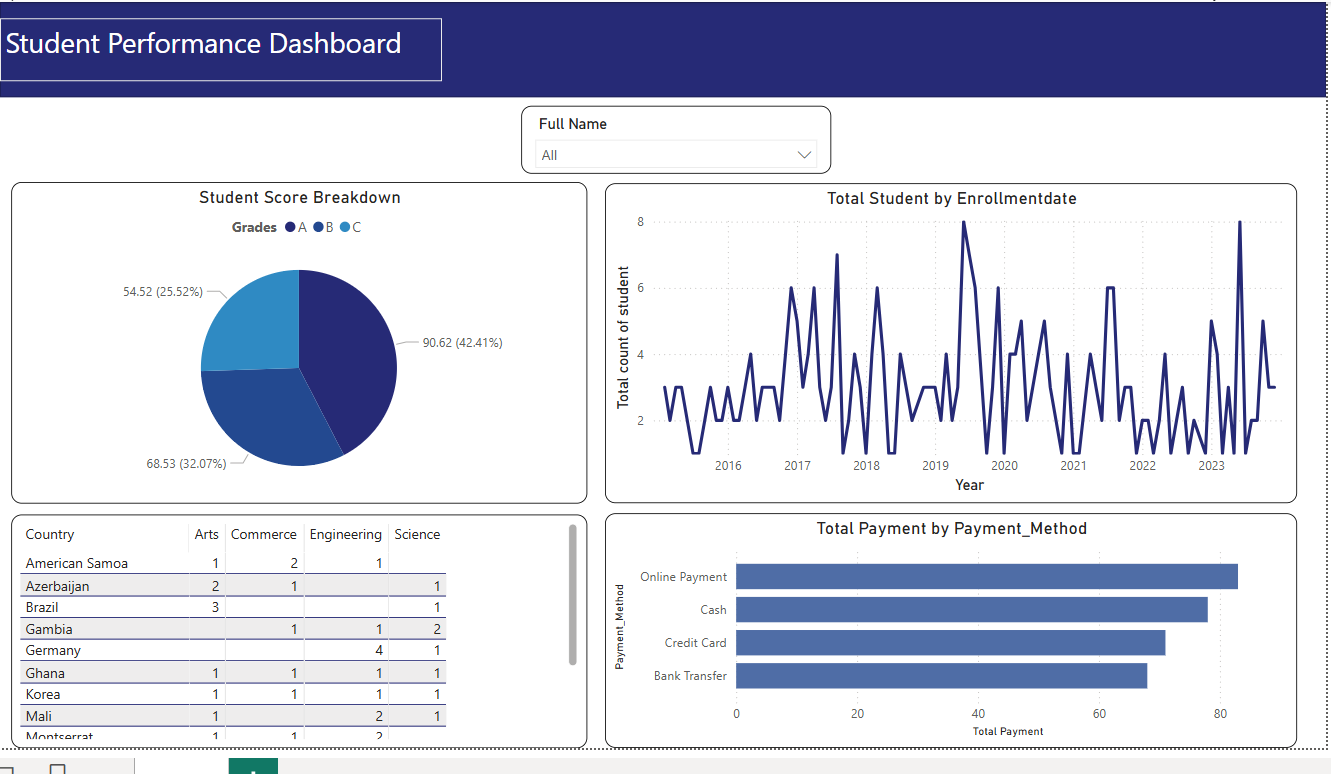 Student Performance Dashboard
Full Name
All
Student Score Breakdown
Grades A B C
54.52 (25.52%)
90.62 (42.41%)
68.53 (32.07%)
Total Student by Enrollmentdate
Total count of student
8
6
4
2
2016 2017 2018 2019 2020 2021 2022 2023
Year
Country Arts Commerce Engineering Science
American Samoa 1 2 1
Azerbaijan 2 1 1
Brazil 3 1
Gambia 1 1 2
Germany 4 1
Ghana 1 1 1 1
Korea 1 1 1 1
Mali 1 2 1
Montserrat 1 1 2
Total Payment by Payment_Method
Payment_Method
Online Payment
Cash
Credit Card
Bank Transfer
0 20 40 60 80
Total Payment